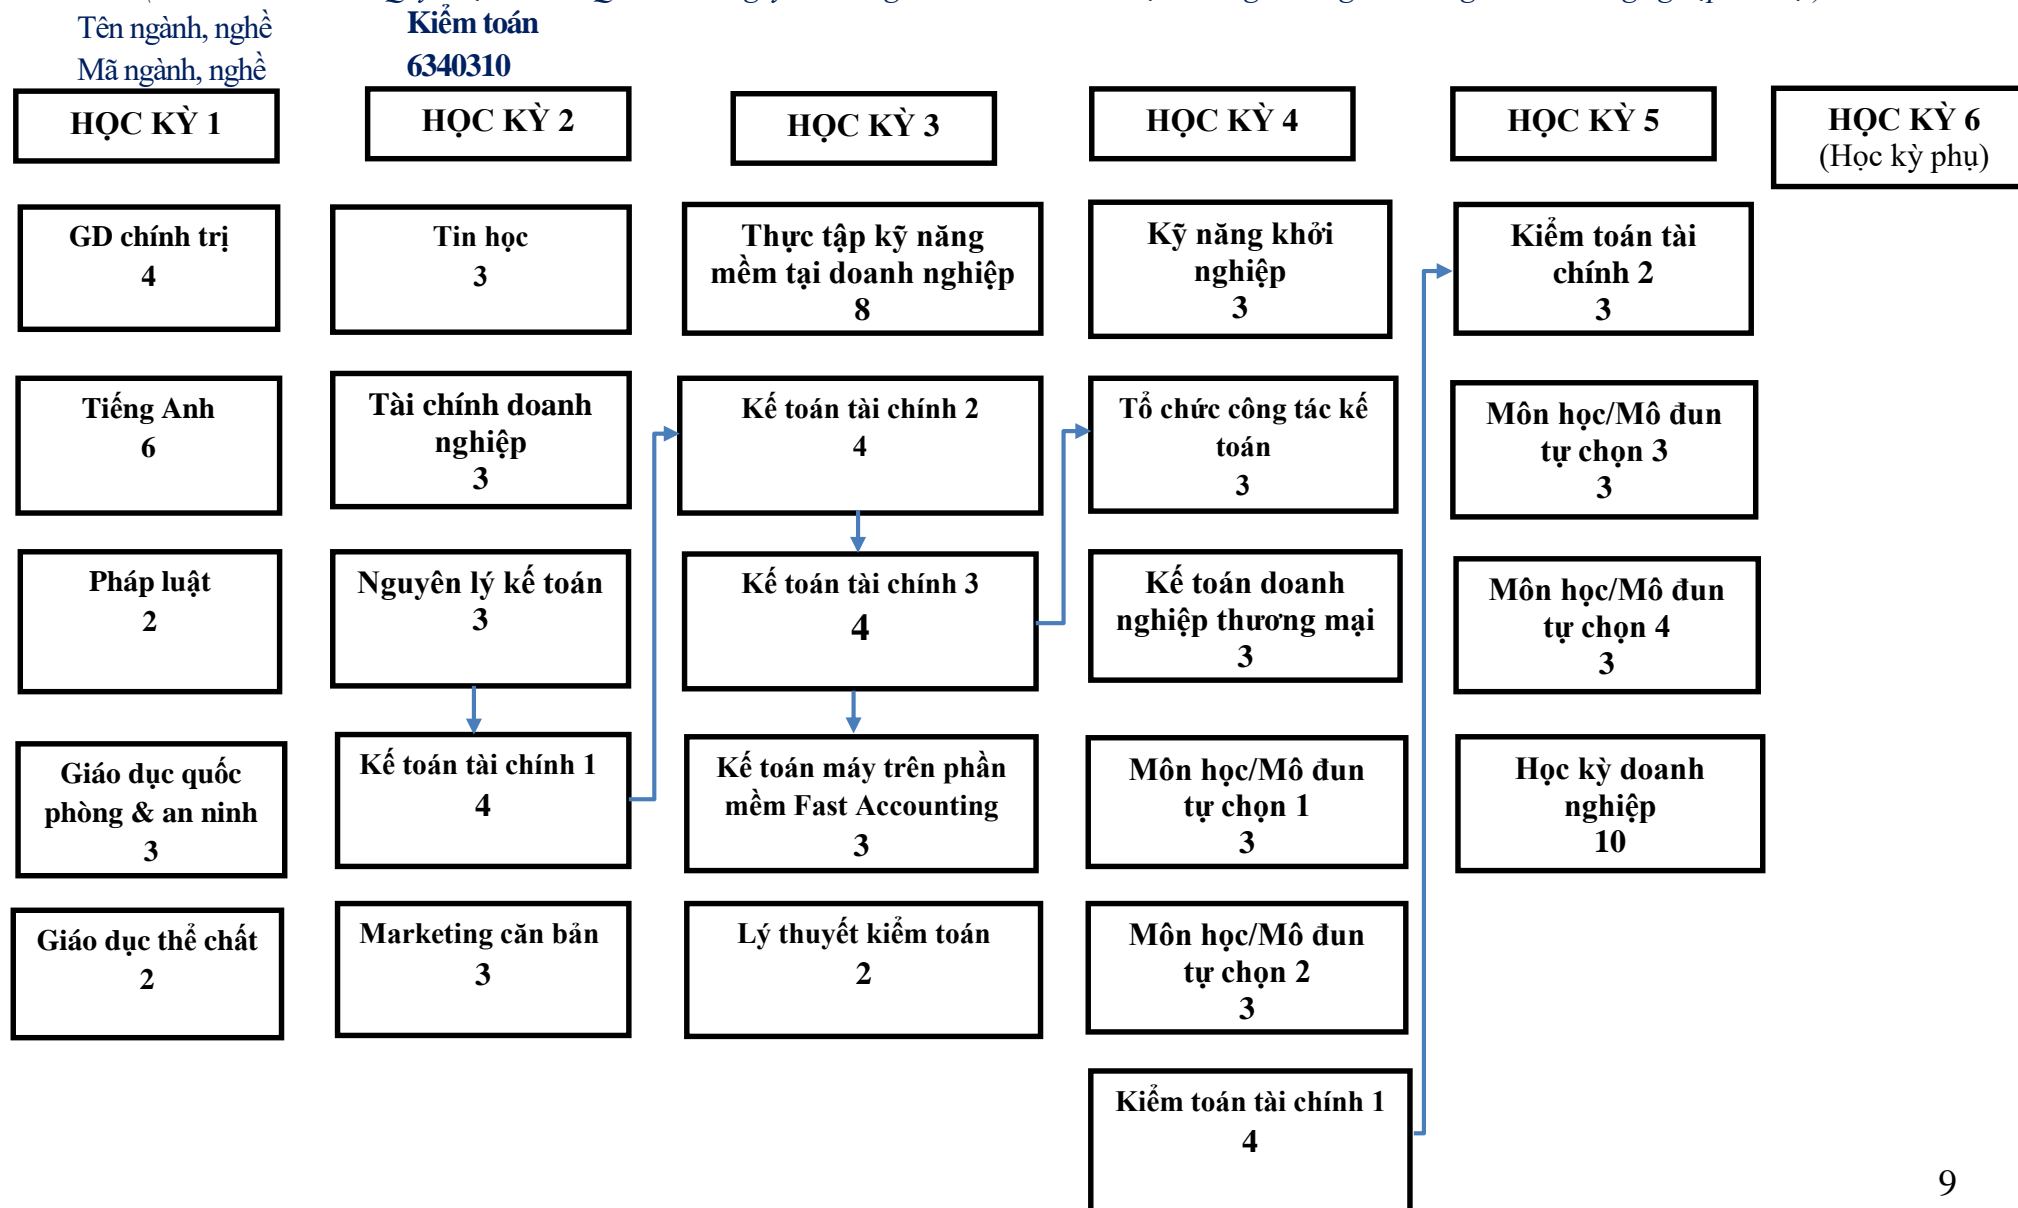 Tên ngành, nghề Kiểm toán
Mã ngành, nghề 6340310
HỌC KỲ 1
HỌC KỲ 2
HỌC KỲ 3
HỌC KỲ 4
HỌC KỲ 5
HỌC KỲ 6
(Học kỳ phụ)
GD chính trị
4
Tiếng Anh
6
Pháp luật
2
Giáo dục quốc
phòng & an ninh
3
Giáo dục thể chất
2
Tin học
3
Tài chính doanh
nghiệp
3
Nguyên lý kế toán
3
Kế toán tài chính 1
4
Marketing căn bản
3
Thực tập kỹ năng
mềm tại doanh nghiệp
8
Kế toán tài chính 2
4
Kế toán tài chính 3
4
Kế toán máy trên phần
mềm Fast Accounting
3
Lý thuyết kiểm toán
2
Kỹ năng khởi
nghiệp
3
Tổ chức công tác kế
toán
3
Kế toán doanh
nghiệp thương mại
3
Môn học/Mô đun
tự chọn 1
3
Môn học/Mô đun
tự chọn 2
3
Kiểm toán tài chính 1
4
Kiểm toán tài
chính 2
3
Môn học/Mô đun
tự chọn 3
3
Môn học/Mô đun
tự chọn 4
3
Học kỳ doanh
nghiệp
10
9